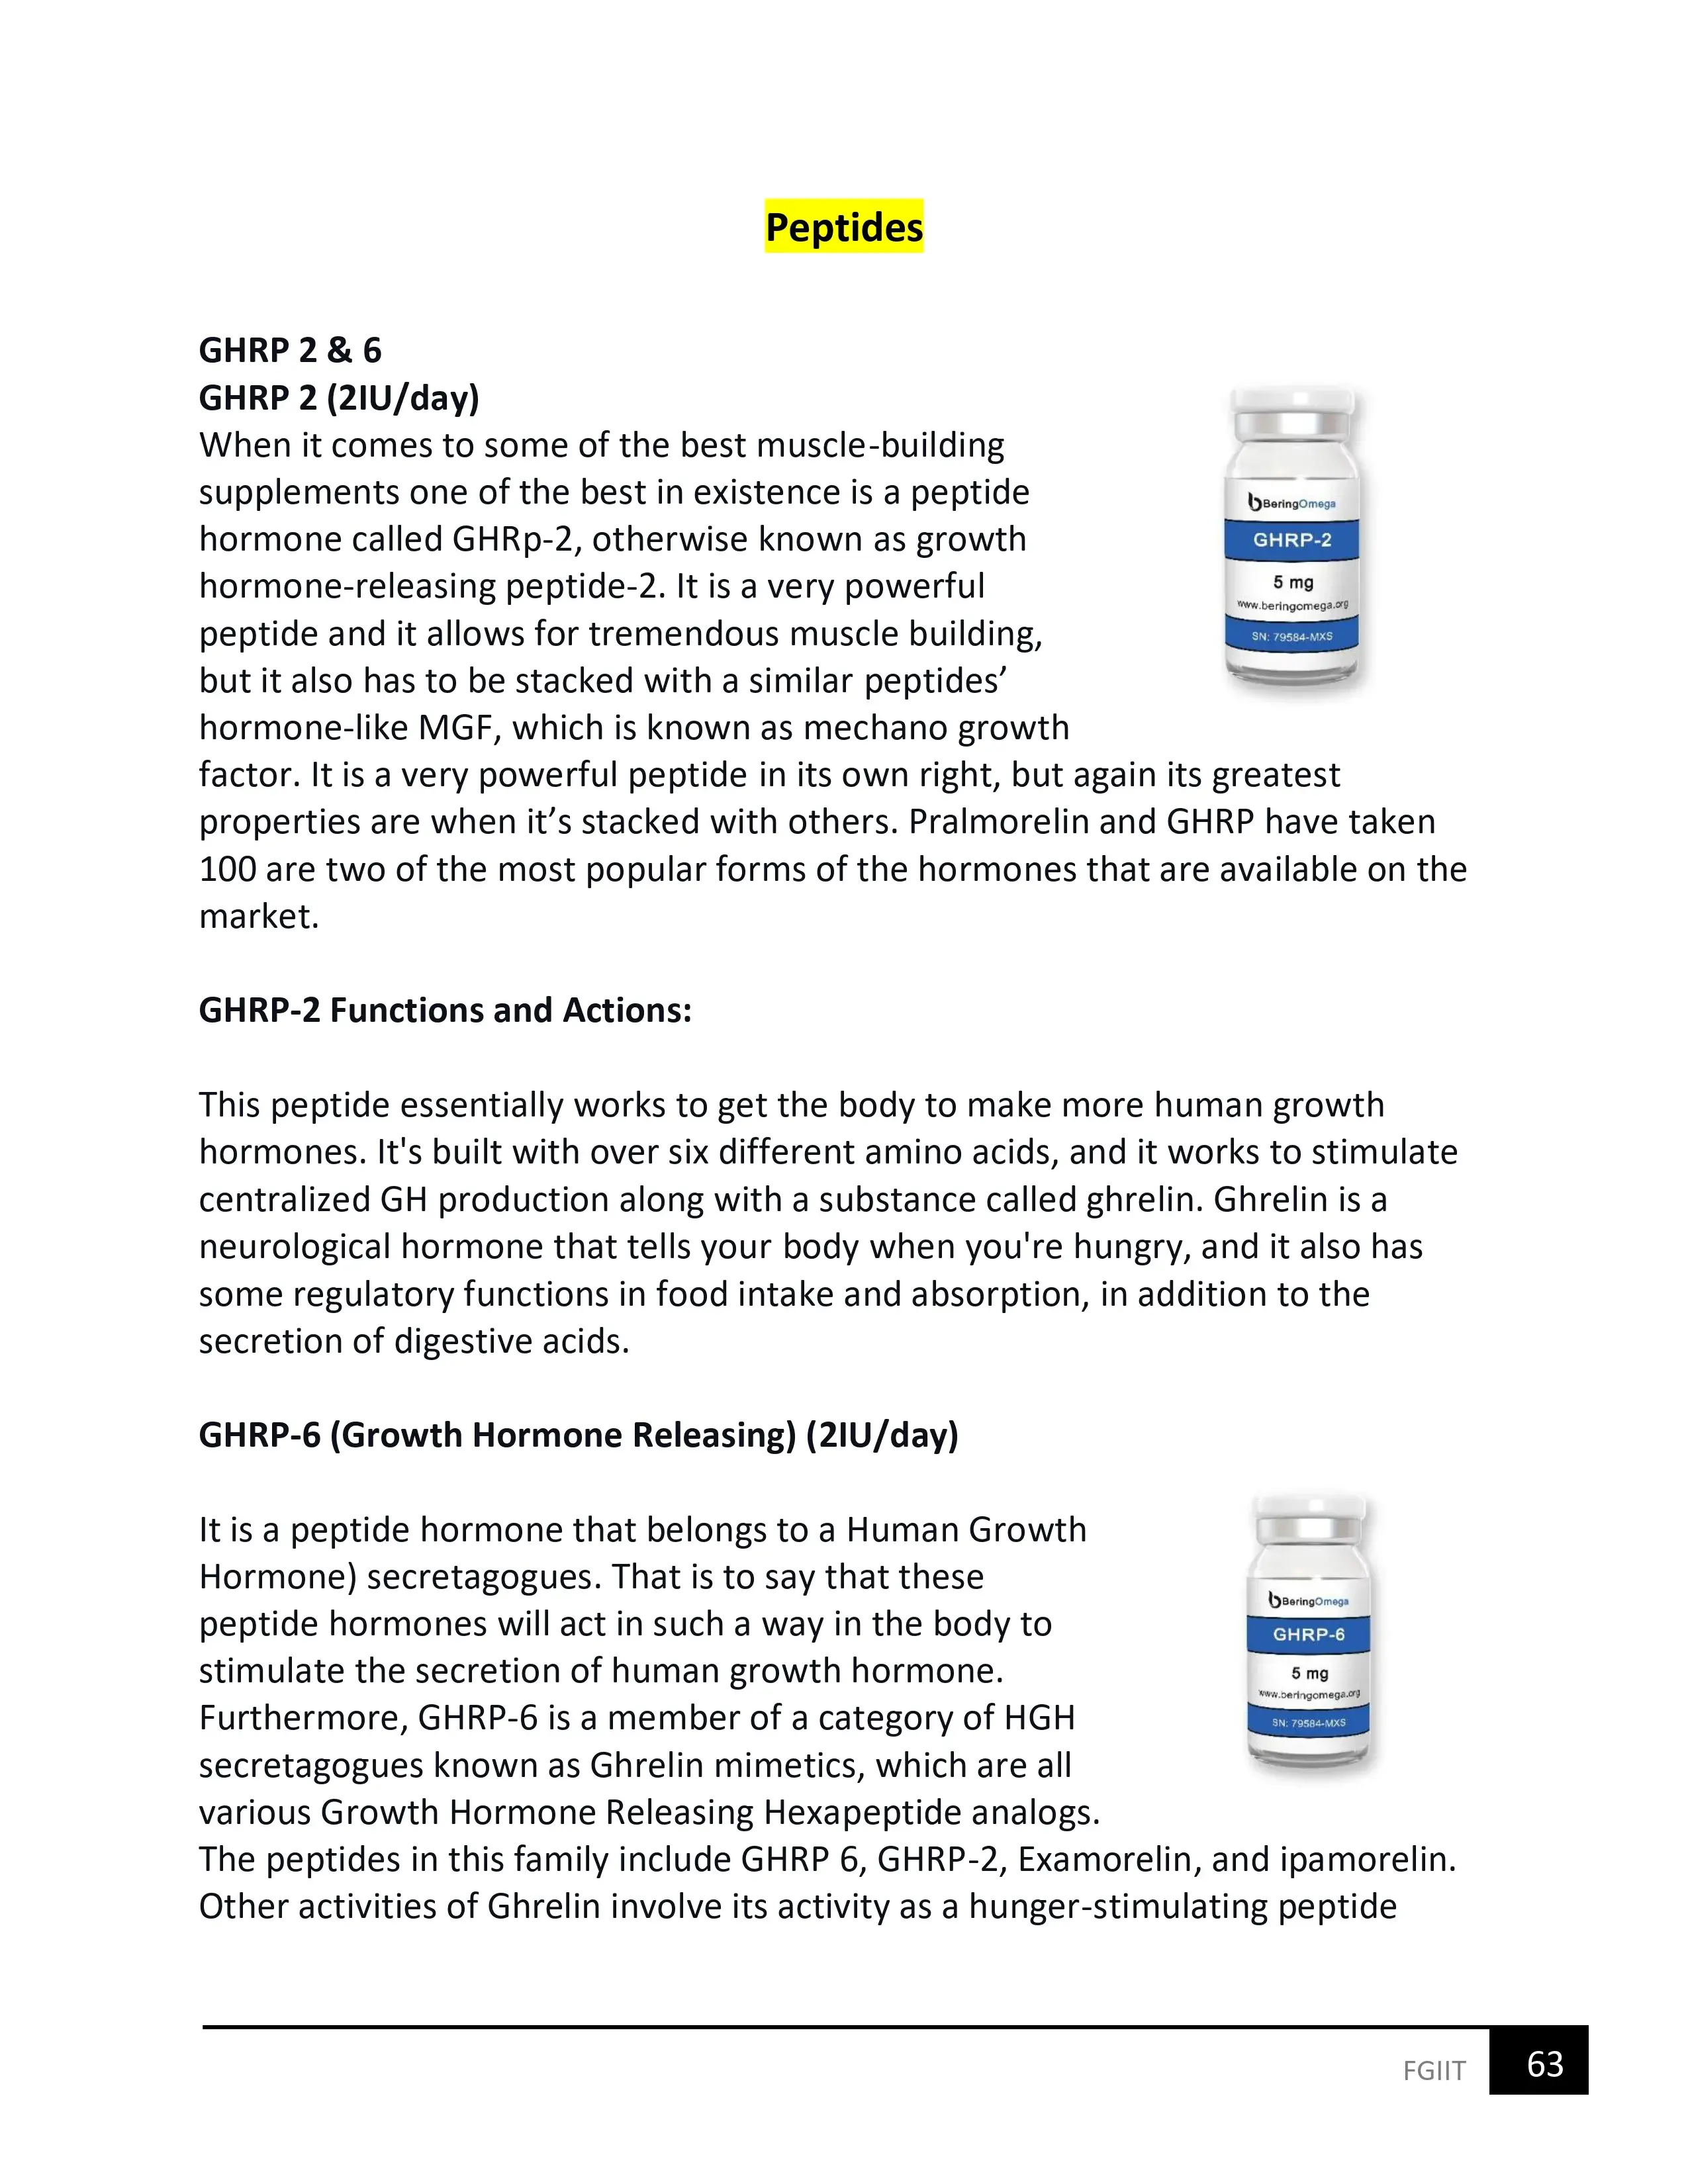 Peptides
GHRP 2 & 6
GHRP 2 (2IU/day)
When it comes to some of the best muscle-building
supplements one of the best in existence is a peptide
hormone called GHRp-2, otherwise known as growth
hormone-releasing peptide-2. It is a very powerful
peptide and it allows for tremendous muscle building,
but it also has to be stacked with a similar peptides’
hormone-like MGF, which is known as mechano growth
factor. It is a very powerful peptide in its own right, but again its greatest
properties are when it’s stacked with others. Pralmorelin and GHRP have taken
100 are two of the most popular forms of the hormones that are available on the
market.
BeringOmega
GHRP-2
5 mg
www.beringomega.org
SN: 79584-MXS
GHRP-2 Functions and Actions:
This peptide essentially works to get the body to make more human growth
hormones. It's built with over six different amino acids, and it works to stimulate
centralized GH production along with a substance called ghrelin. Ghrelin is a
neurological hormone that tells your body when you're hungry, and it also has
some regulatory functions in food intake and absorption, in addition to the
secretion of digestive acids.
GHRP-6 (Growth Hormone Releasing) (2IU/day)
It is a peptide hormone that belongs to a Human Growth
Hormone) secretagogues. That is to say that these
peptide hormones will act in such a way in the body to
stimulate the secretion of human growth hormone.
Furthermore, GHRP-6 is a member of a category of HGH
secretagogues known as Ghrelin mimetics, which are all
various Growth Hormone Releasing Hexapeptide analogs.
The peptides in this family include GHRP 6, GHRP-2, Examorelin, and ipamorelin.
Other activities of Ghrelin involve its activity as a hunger-stimulating peptide
BeringOmega
GHRP-6
5 mg
www.beringomega.org
SN: 79584-MXS
FGIIT 63